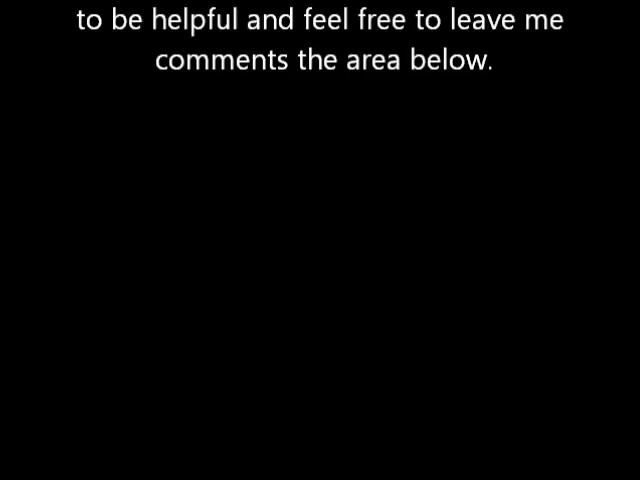 to be helpful and feel free to leave me
comments the area below.